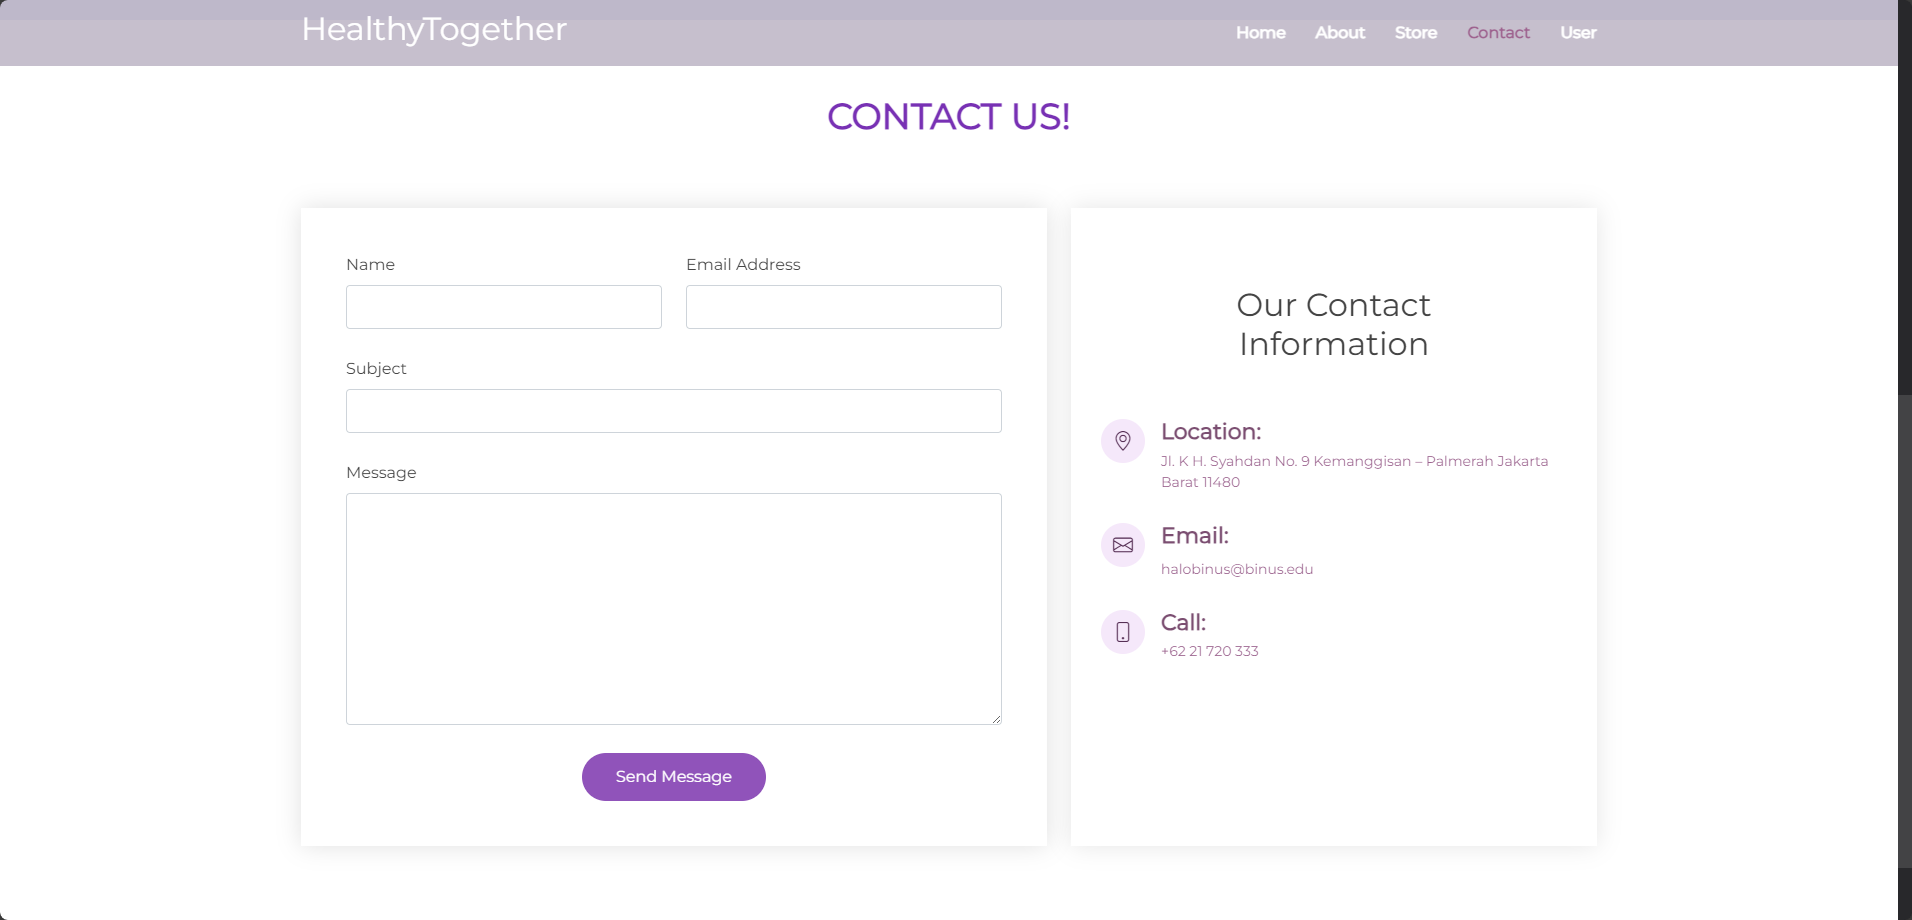 HealthyTogether
Home About Store Contact User
CONTACT US!
Name
Email Address
Subject
Message
Send Message
Our Contact
Information
Location:
Jl. K H. Syahdan No. 9 Kemanggisan – Palmerah Jakarta
Barat 11480
Email:
halobinus@binus.edu
Call:
+62 21 720 333